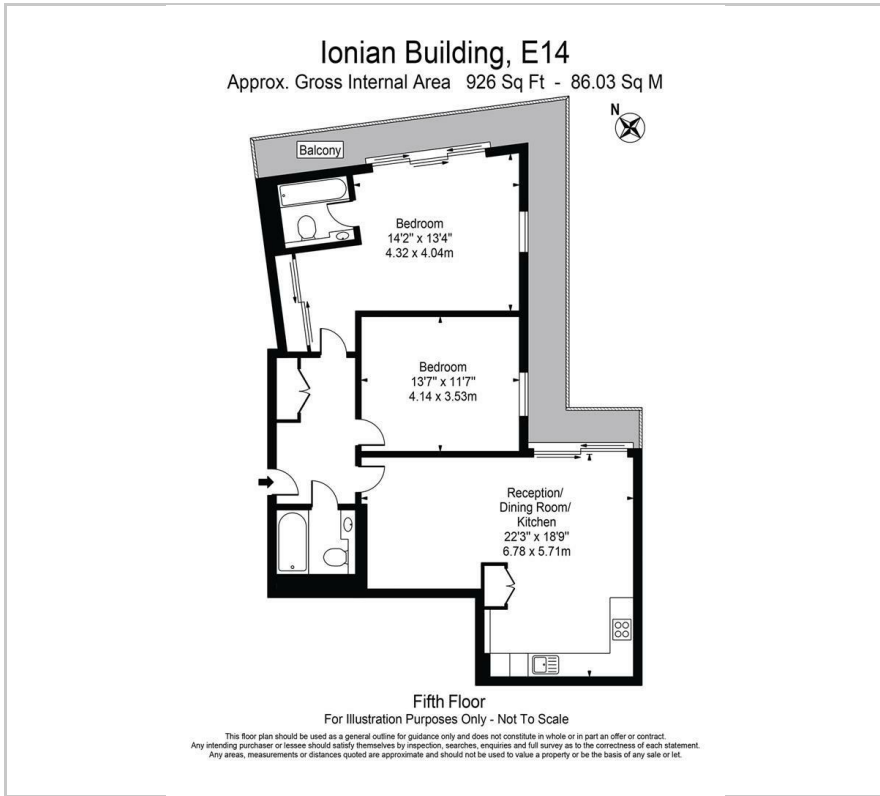 Ionian Building, E14
Approx. Gross Internal Area 926 Sq Ft - 86.03 Sq M
N
Balcony
Bedroom
14'2" x 13'4"
4.32 x 4.04m
Bedroom
13'7" x 11'7"
4.14 x 3.53m
Reception/
Dining Room/
Kitchen
22'3" x 18'9"
6.78 x 5.71m
Fifth Floor
For Illustration Purposes Only - Not To Scale
This floor plan should be used as a general outline for guidance only and does not constitute in whole or in part an offer or contract.
Any intending purchaser or lessee should satisfy themselves by inspection, searches, enquiries and full survey as to the correctness of each statement.
Any areas, measurements or distances quoted are approximate and should not be used to value a property or be the basis of any sale or let.